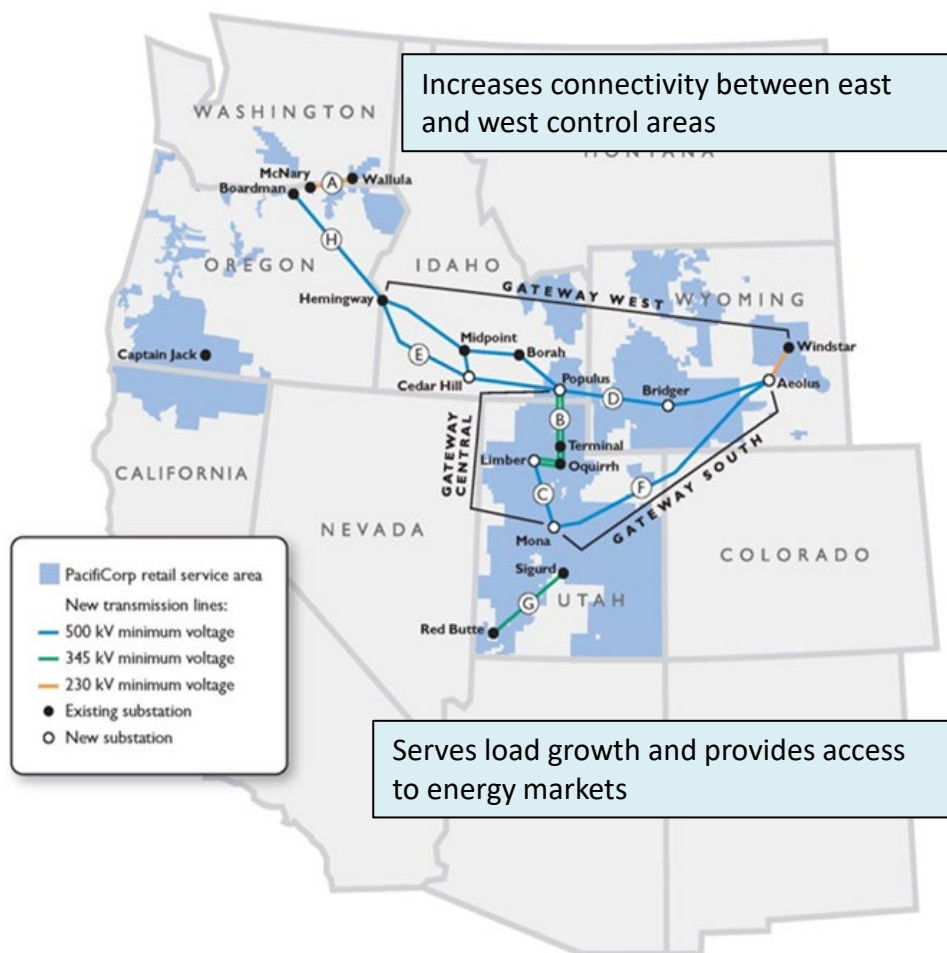 Increases connectivity between east
and west control areas
WASHINGTON
MONTANA
McNary
Boardman
A
Wallula
H
OREGON
IDAHO
GATEWAY WEST
WYOMING
Hemingway
Midpoint
Windstar
Captain Jack
E
Borah
Cedar Hill
Populus
D
Bridger
Aeolus
B
GATEWAY
CENTRAL
Terminal
Limber
Oquirrh
CALIFORNIA
C
F
GATEWAY SOUTH
NEVADA
Mona
COLORADO
Sigurd
UTAH
G
Red Butte
PacifiCorp retail service area
New transmission lines:
500 kV minimum voltage
345 kV minimum voltage
230 kV minimum voltage
Existing substation
New substation
Serves load growth and provides access
to energy markets